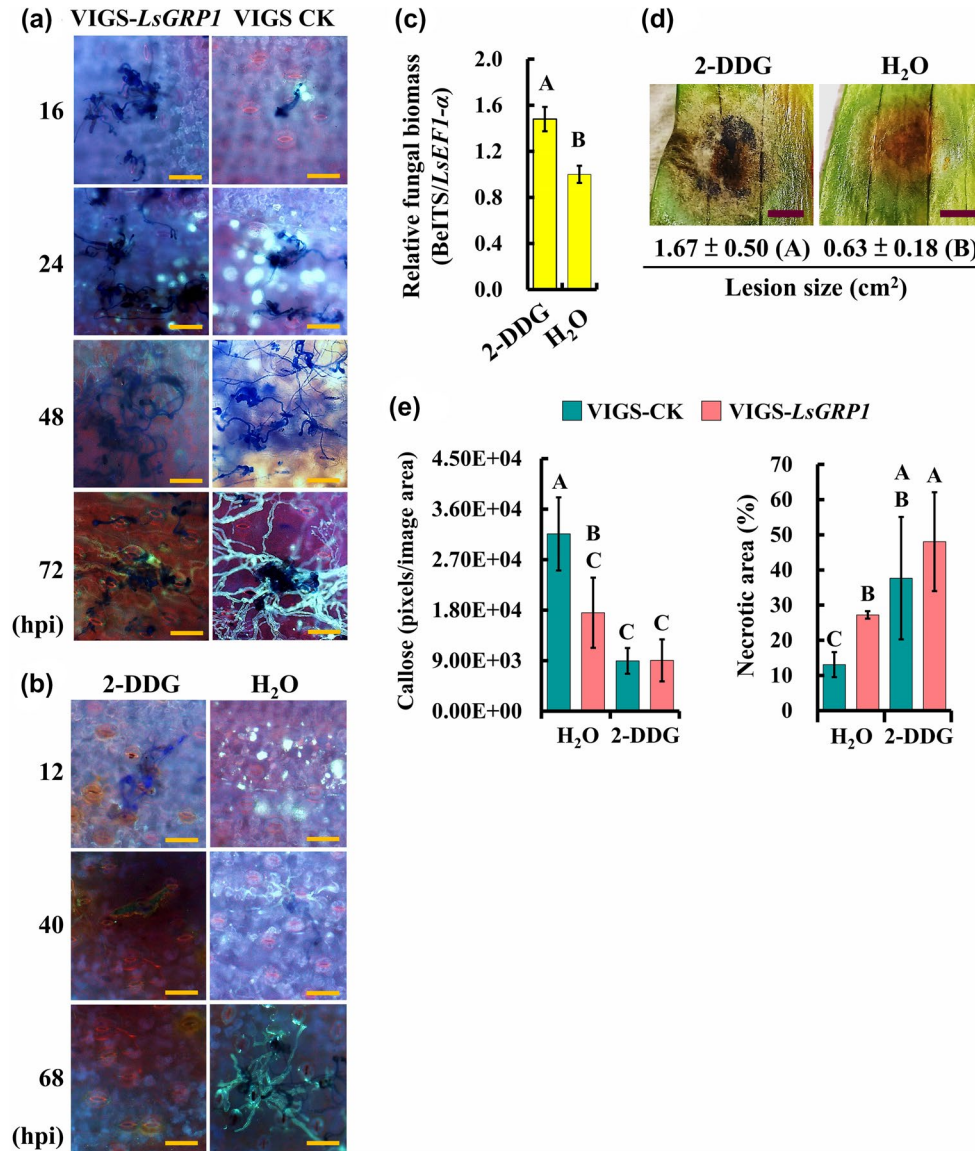 (a)
VIGS-LsGRP1 VIGS CK
16
24
48
72
(hpi)
(b)
2-DDG H₂O
12
40
68
(hpi)
(c)
Relative fungal biomass
(BeITS/LsEF1-α)
2.0
1.6
1.2
0.8
0.4
0.0
A
B
2-DDG
H₂O
(d)
2-DDG H₂O
1.67 ± 0.50 (A) 0.63 ± 0.18 (B)
Lesion size (cm²)
(e)
VIGS-CK VIGS-LsGRP1
Callose (pixels/image area)
4.50E+04
3.60E+04
2.70E+04
1.80E+04
9.00E+03
0.00E+00
A
B
C
C C
H₂O 2-DDG
Necrotic area (%)
70
60
50
40
30
20
10
0
C
B
A
B
A
H₂O 2-DDG